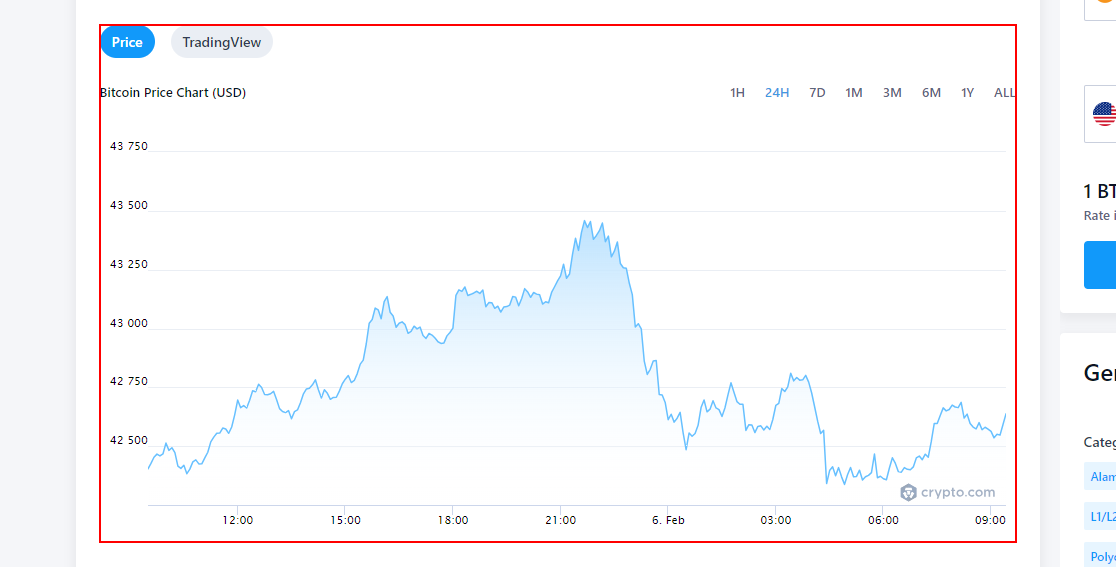 Price
TradingView
Bitcoin Price Chart (USD)
1H 24H 7D 1M 3M 6M 1Y ALL
43 750
43 500
43 250
43 000
42 750
42 500
crypto.com
12:00 15:00 18:00 21:00 6. Feb 03:00 06:00 09:00
1 BT
Rate i
Ge
Categ
Alam
L1/L2
Polyc